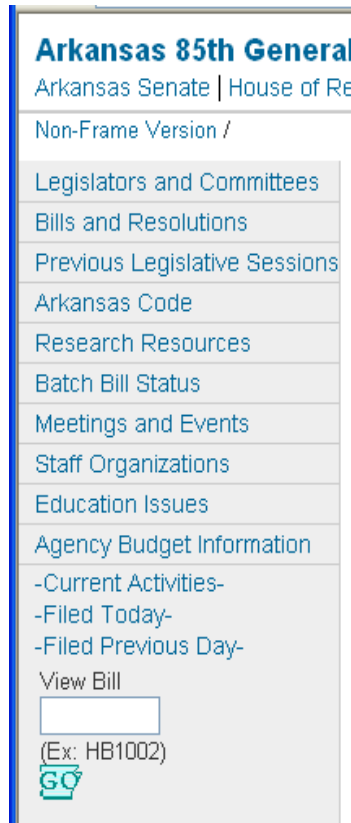 Arkansas 85th General
Arkansas Senate | House of Re
Non-Frame Version /
Legislators and Committees
Bills and Resolutions
Previous Legislative Sessions
Arkansas Code
Research Resources
Batch Bill Status
Meetings and Events
Staff Organizations
Education Issues
Agency Budget Information
-Current Activities-
-Filed Today-
-Filed Previous Day-
View Bill
(Ex: HB1002)
GO